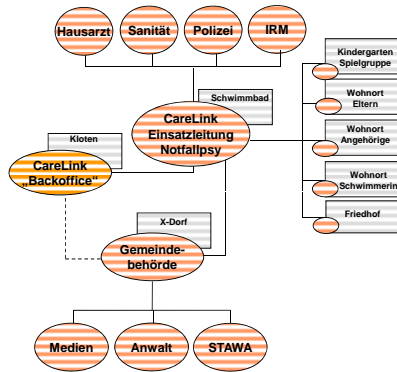 Hausarzt
Sanität
Polizei
IRM
Kindergarten
Spielgruppe
Wohnort
Eltern
Wohnort
Angehörige
Wohnort
Schwimmerin
Friedhof
Schwimmbad
CareLink
Einsatzleitung
Notfallpsy
Kloten
CareLink
„Backoffice“
X-Dorf
Gemeinde-
behörde
Medien
Anwalt
STAWA